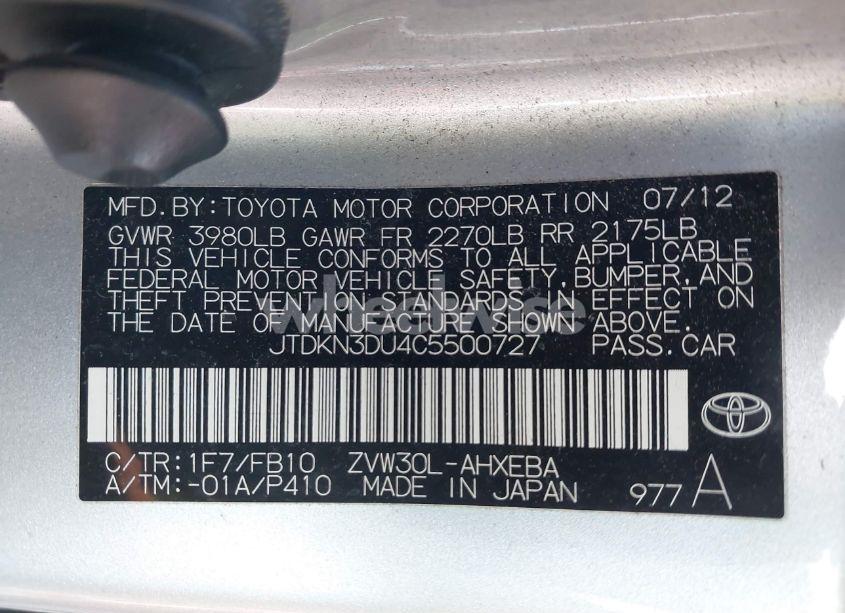 MFD.BY:TOYOTA MOTOR CORPORATION 07/12
GVWR 3980LB GAWR FR 2270LB RR 2175LB
THIS VEHICLE CONFORMS TO ALL APPLICABLE
FEDERAL MOTOR VEHICLE SAFETY,BUMPER,AND
THEFT PREVENTION STANDARDS IN EFFECT ON
THE DATE OF MANUFACTURE SHOWN ABOVE.
wheelwise
JTDKN3DU4C5500727 PASS.CAR
C/TR:1F7/FB10 ZVW30L-AHXEBA
A/TM:-01A/P410 MADE IN JAPAN 977 A